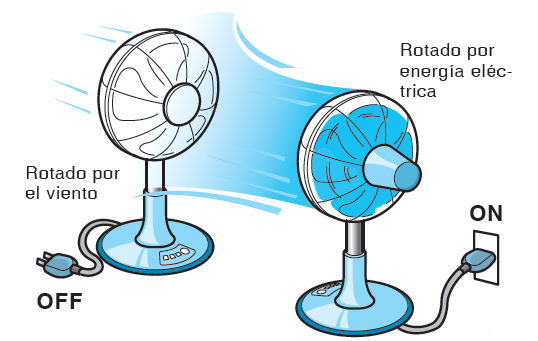 Rotado por
energía eléc-
trica
Rotado por
el viento
ON
OFF